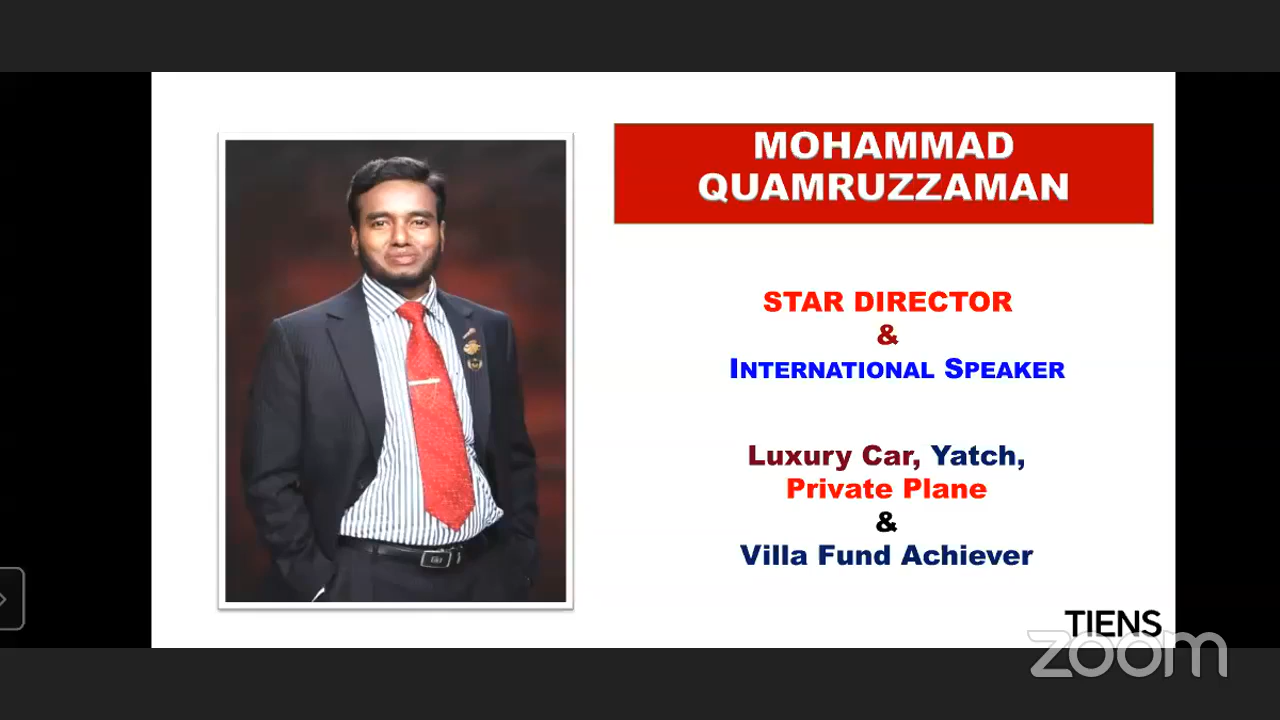 MOHAMMAD
QUAMRUZZAMAN
STAR DIRECTOR
&
INTERNATIONAL SPEAKER
Luxury Car, Yatch,
Private Plane
&
Villa Fund Achiever
TIENS
zoom